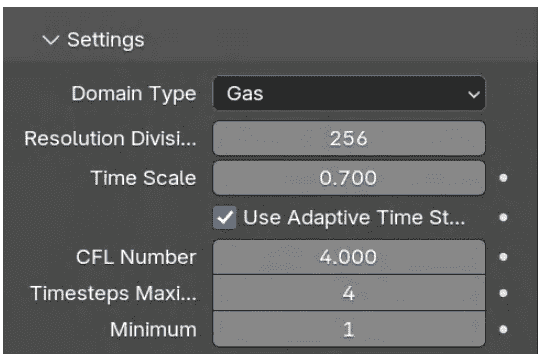 Settings
Domain Type Gas
Resolution Divisi... 256
Time Scale 0.700
Use Adaptive Time St...
CFL Number 4.000
Timesteps Maxi... 4
Minimum 1